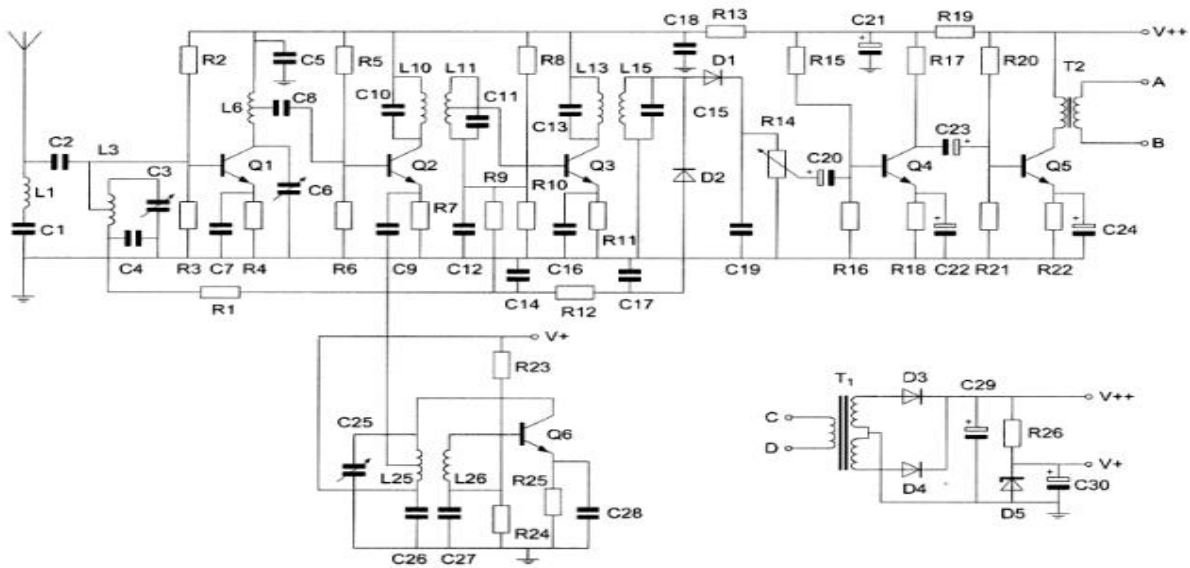 C18 R13 C21 R19
V++
R2 C5 R5 L10 L11 R8 L13 L15 D1 R15 R17 R20 T2
A
L6 C8 C10 C11 C13 C15 R14 C23
C2 L3 C3 Q1 C6 Q2 R9 R10 Q3 D2 C20 Q4 Q5 B
L1 R7
C1 R11 C24
C4 R3 C7 R4 R6 C9 C12 C16 C19 R16 R18 C22 R21 R22
R1 C14 R12 C17
V+
R23
T1 D3 C29
V++
C25 Q6 C
R26
L25 L26 R25 D
V+
D4 C30
C28 D5
R24
C26 C27